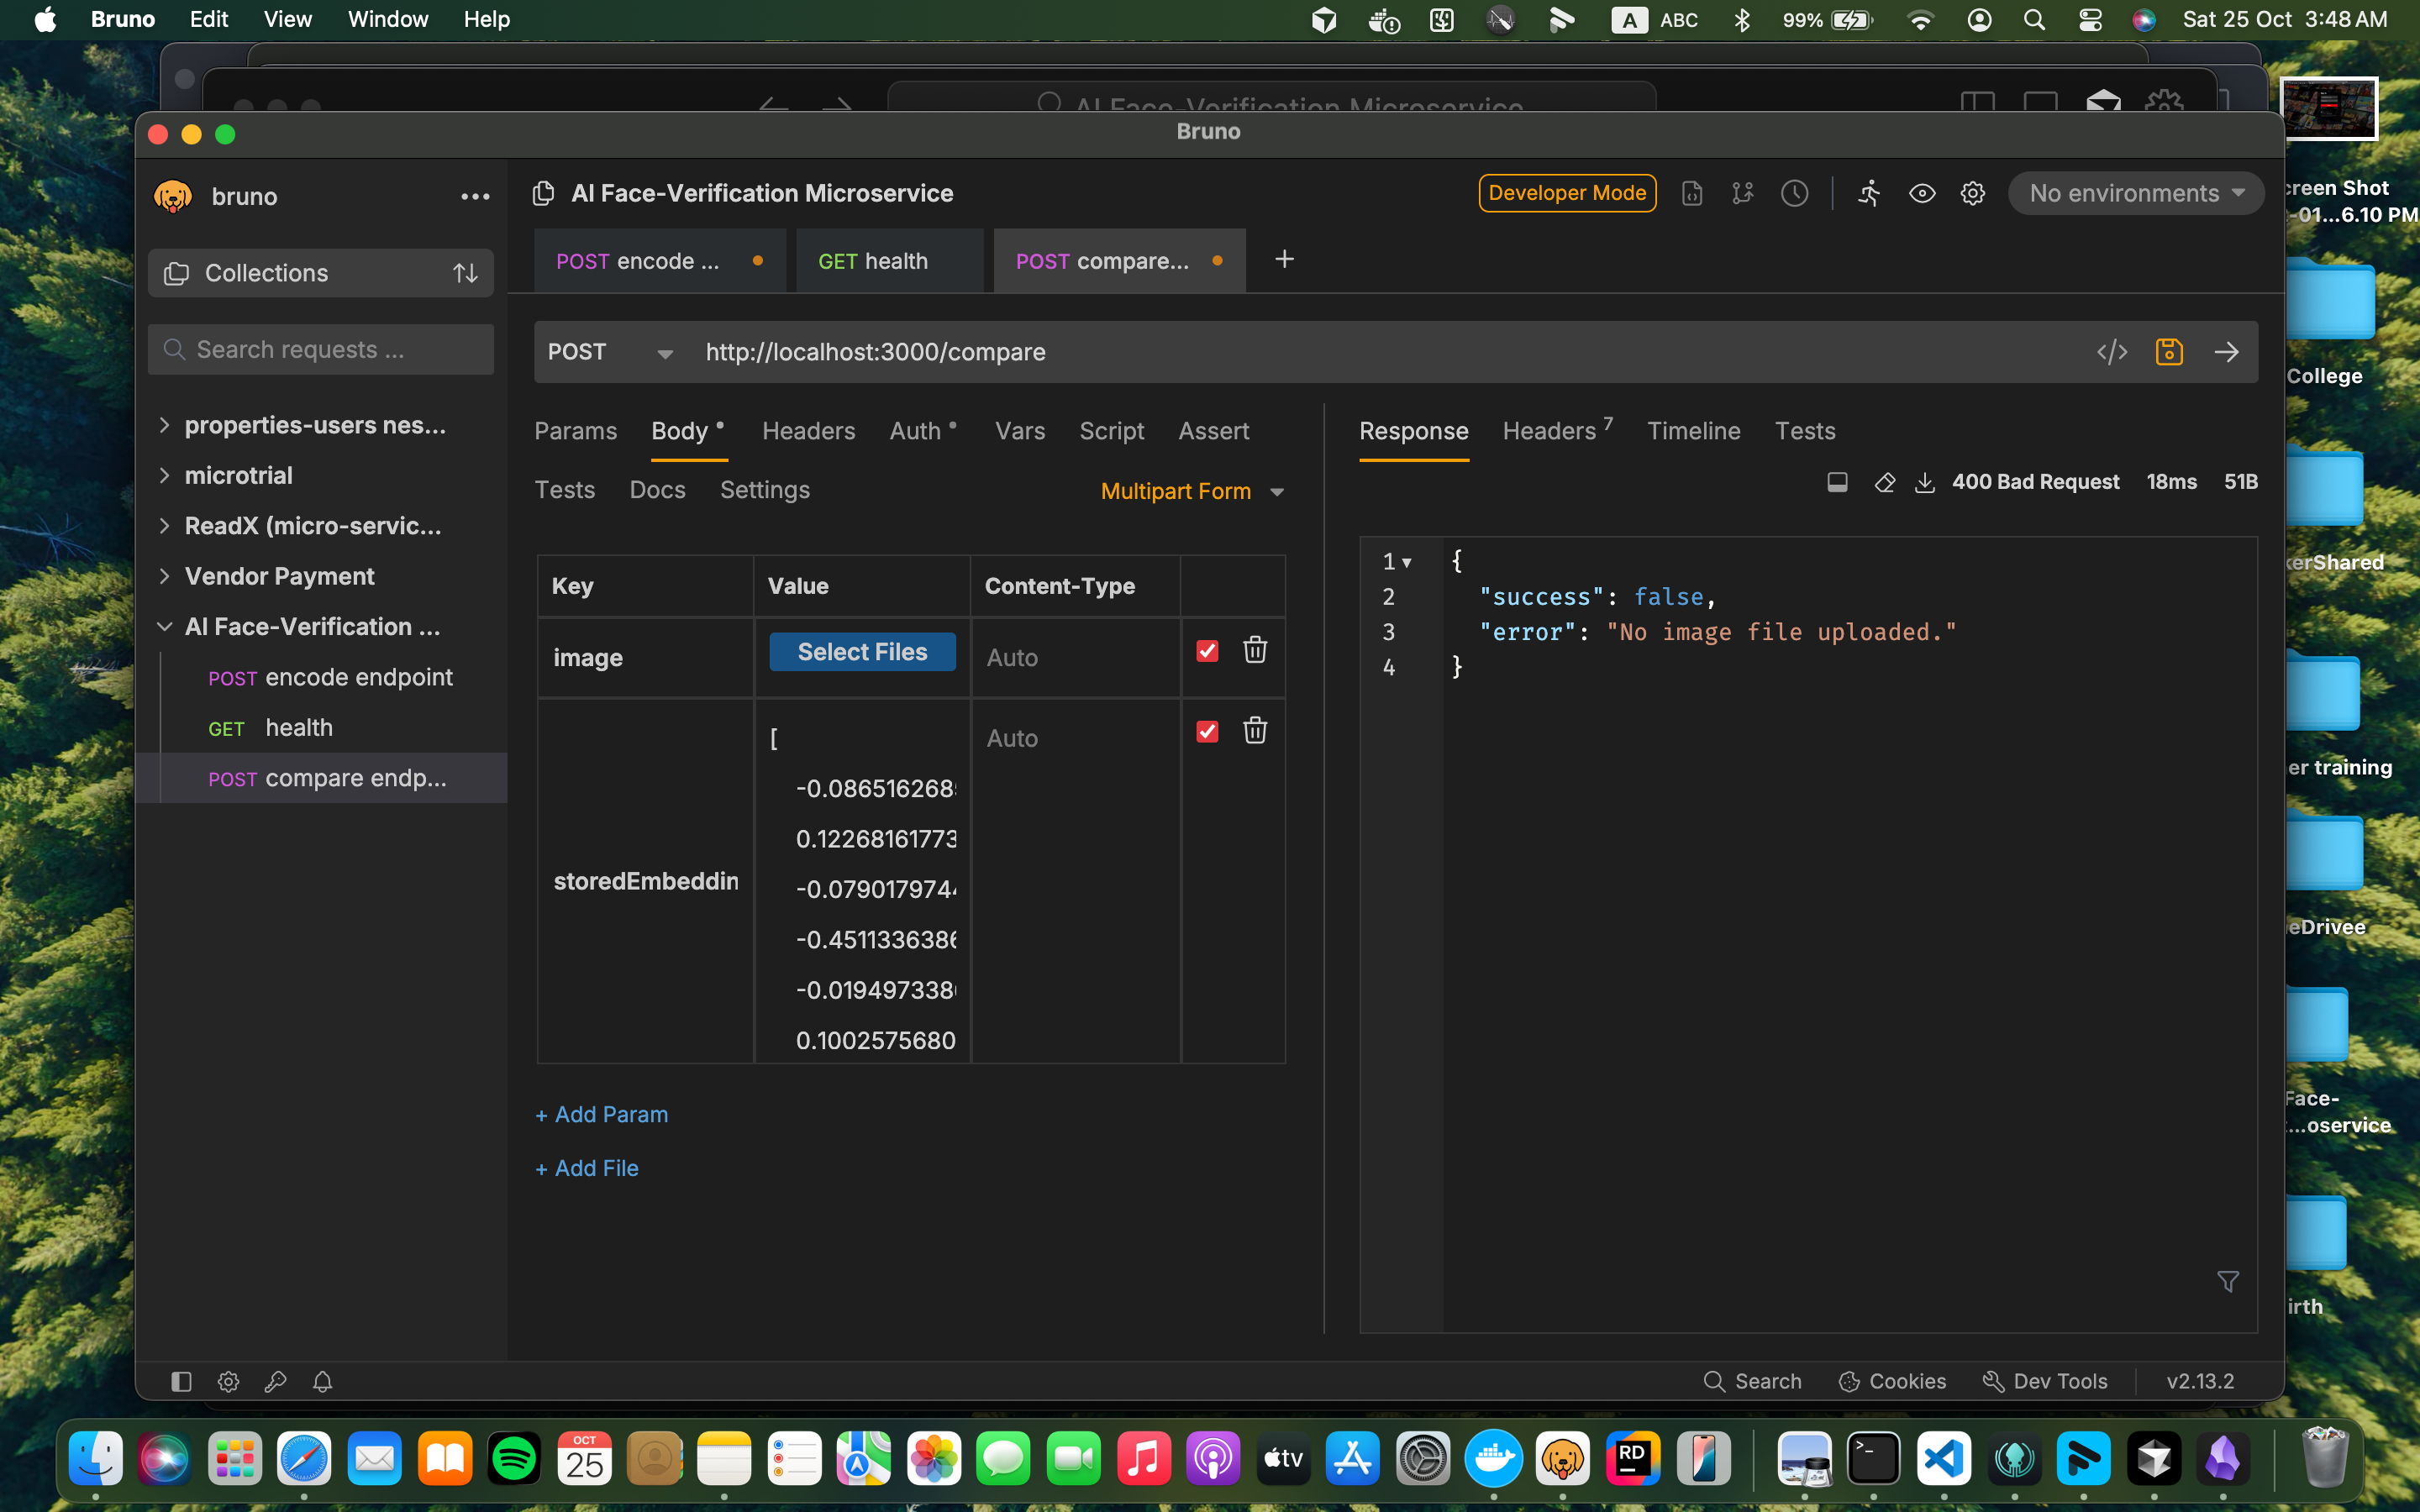 Bruno Edit View Window Help
A ABC 99% Sat 25 Oct 3:48 AM
AI Face-Verification Microservice
Bruno
bruno
AI Face-Verification Microservice
Developer Mode
No environments
Collections
POST encode ...
GET health
POST compare...
Search requests ...
POST
http://localhost:3000/compare
properties-users nes...
microtrial
ReadX (micro-servic...
Vendor Payment
AI Face-Verification ...
POST encode endpoint
GET health
POST compare endp...
Params Body Headers Auth Vars Script Assert
Tests Docs Settings
Multipart Form
Key Value Content-Type
image Select Files Auto
storedEmbeddin
[
-0.086516268
0.12268161773
-0.079017974
-0.4511336386
-0.019497338
0.1002575680
Auto
+ Add Param
+ Add File
Response Headers 7 Timeline Tests
400 Bad Request 18ms 51B
1 {
2 "success": false,
3 "error": "No image file uploaded."
4 }
Search Cookies Dev Tools v2.13.2
creen Shot
-01...6.10 PM
College
kerShared
er training
eDrivee
Face-
...oservice
irth
OCT
25
tv
RD